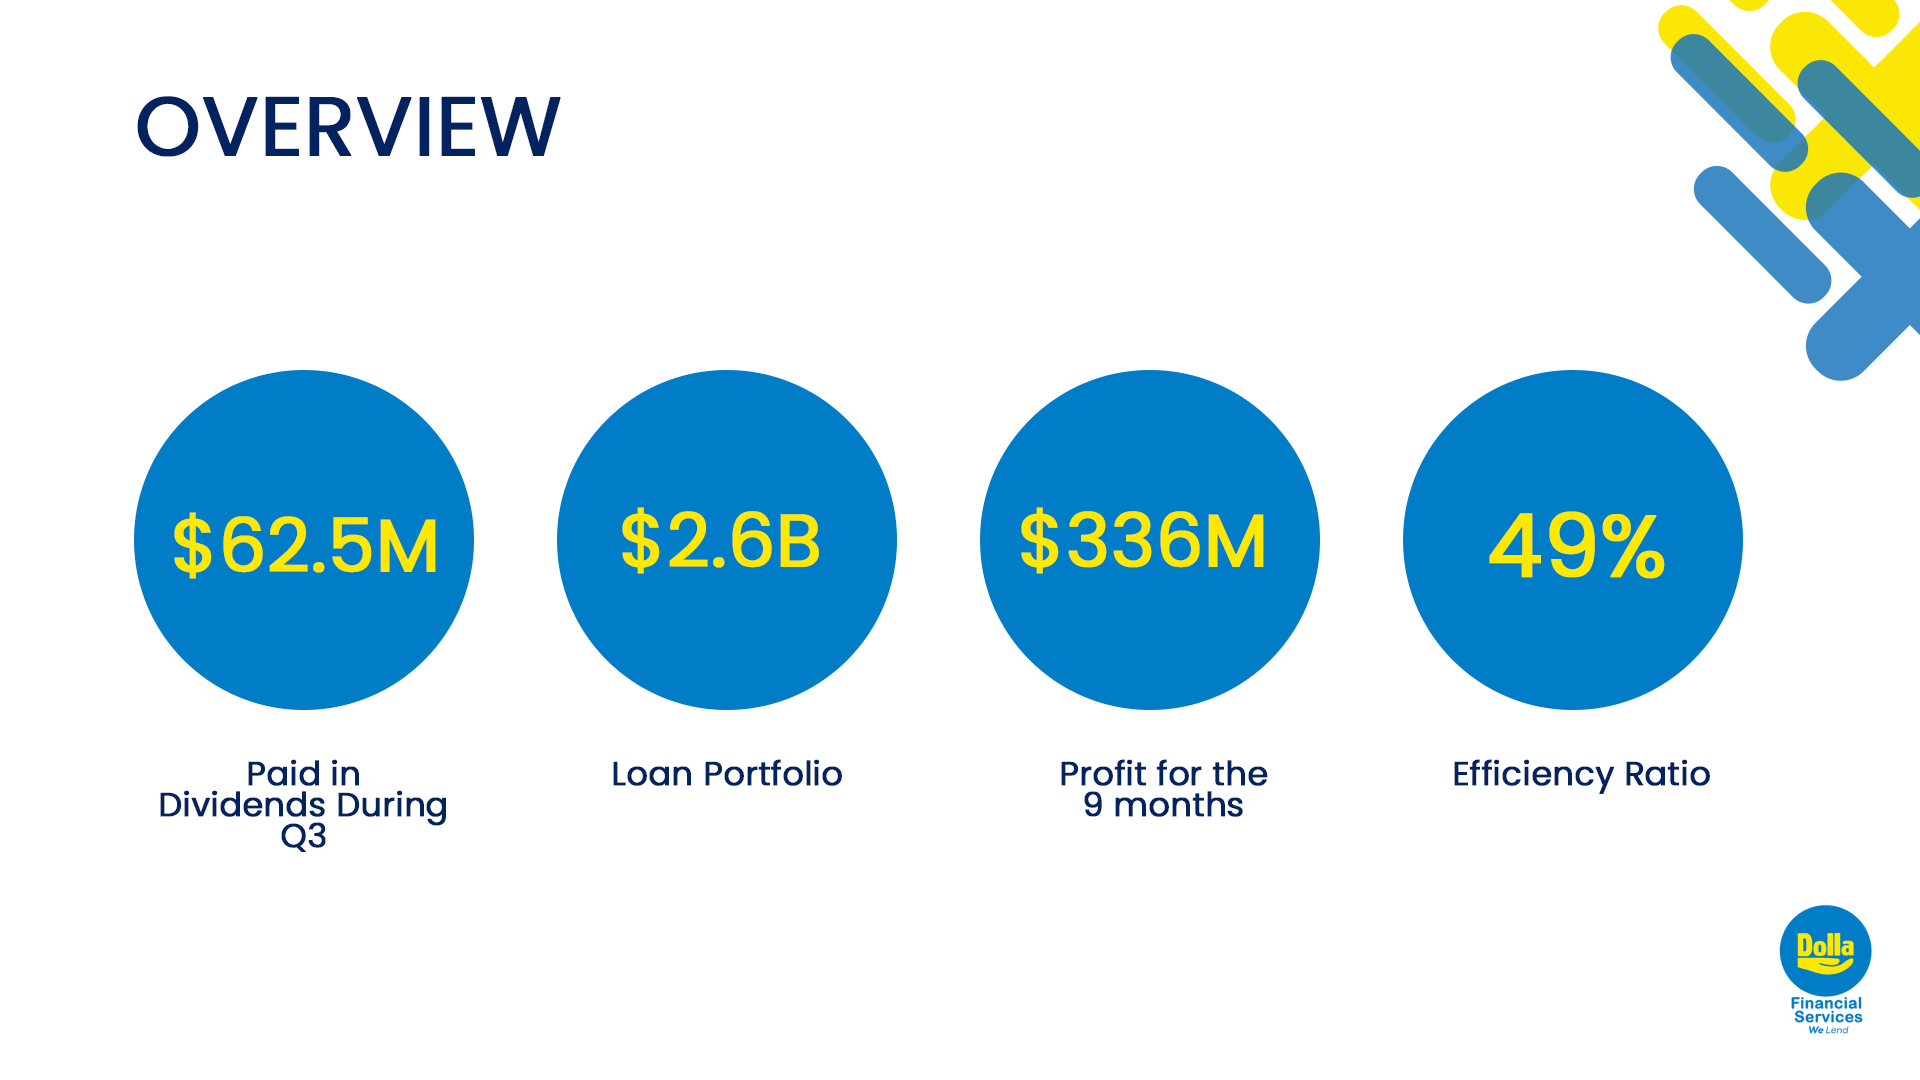 OVERVIEW
$62.5M
$2.6B
$336M
49%
Paid in
Dividends During
Q3
Loan Portfolio
Profit for the
9 months
Efficiency Ratio
Dolla
Financial
Services
We Lend